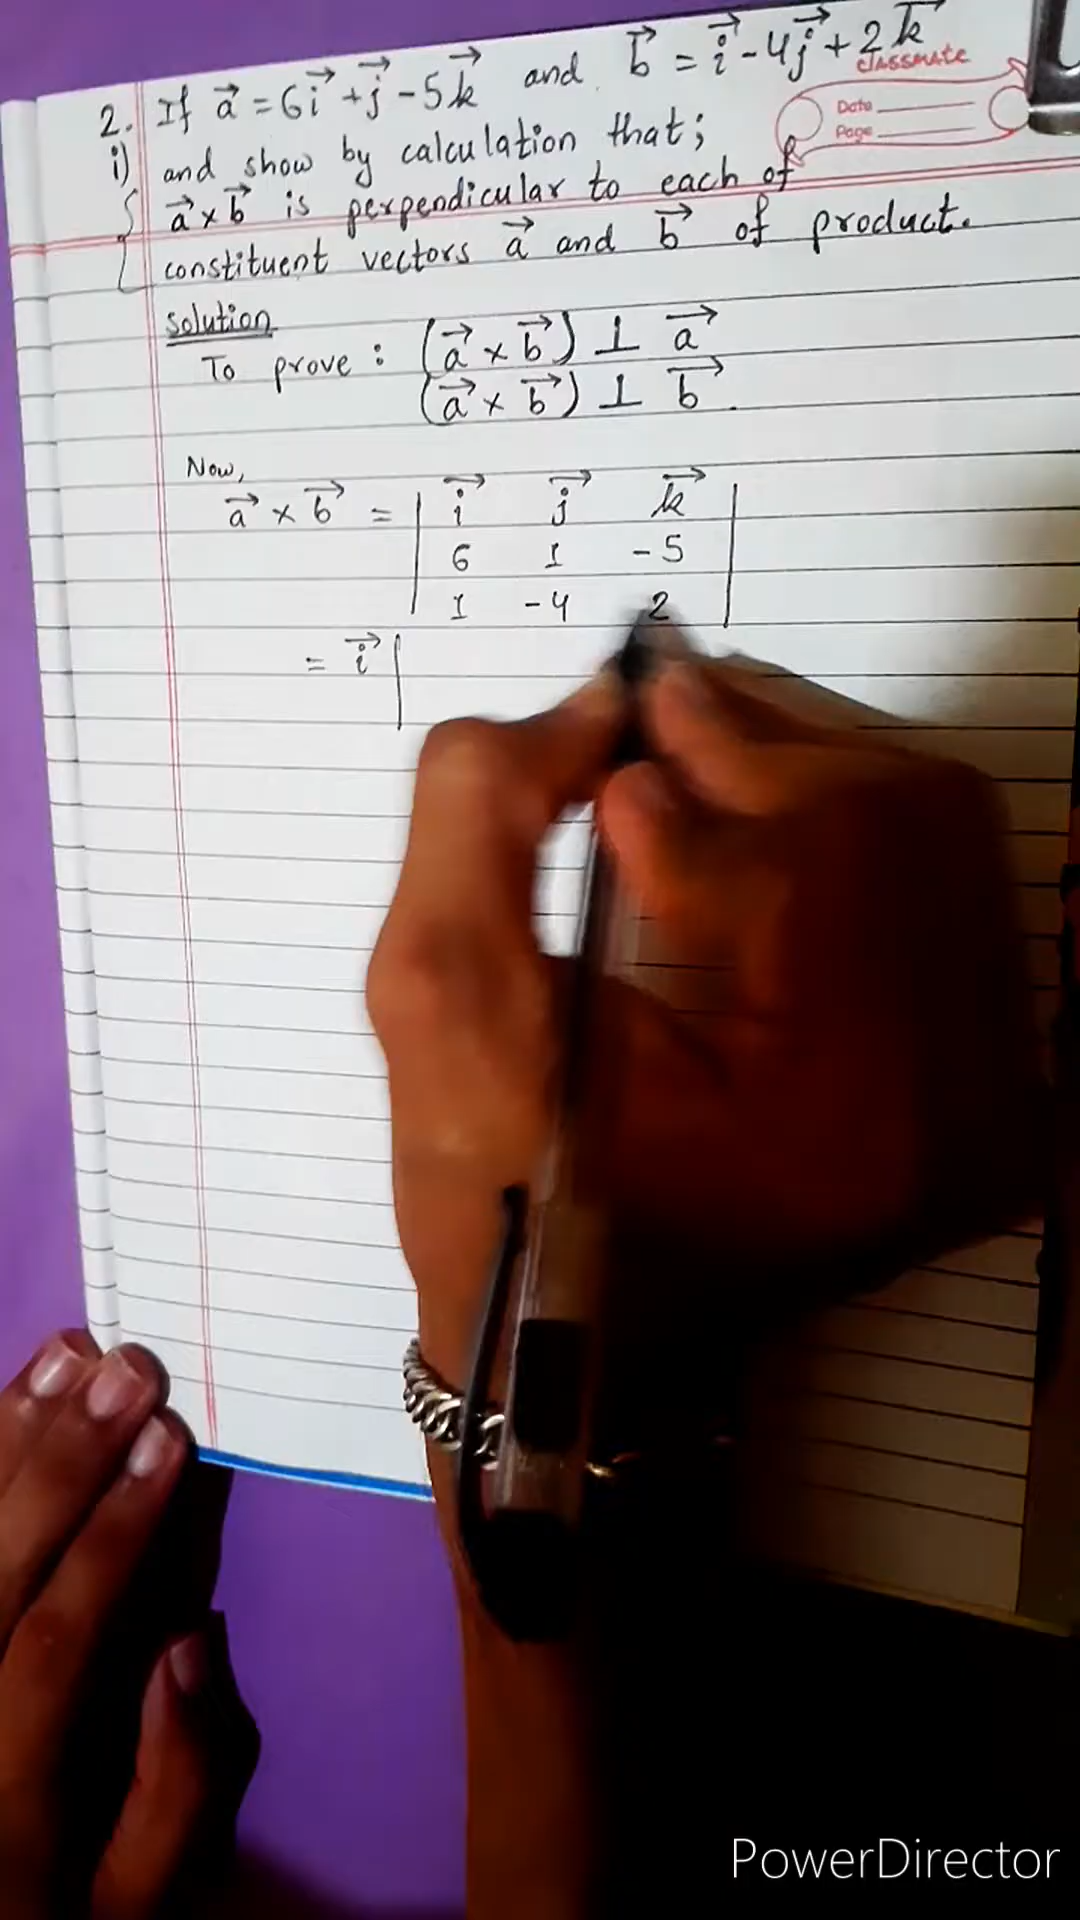 2. If a⃗ = 6i⃗ + j⃗ - 5k⃗ and b⃗ = i⃗ - 4j⃗ + 2k⃗
classmate
Date
Page
i) and show by calculation that;
a⃗ x b⃗ is perpendicular to each of
constituent vectors a⃗ and b⃗ of product.
solution
To prove : (a⃗ x b⃗) ⊥ a⃗
(a⃗ x b⃗) ⊥ b⃗.
Now,
a⃗ x b⃗ = | i⃗ j⃗ k⃗ |
6 1 -5
1 -4 2
= i⃗ |
PowerDirector